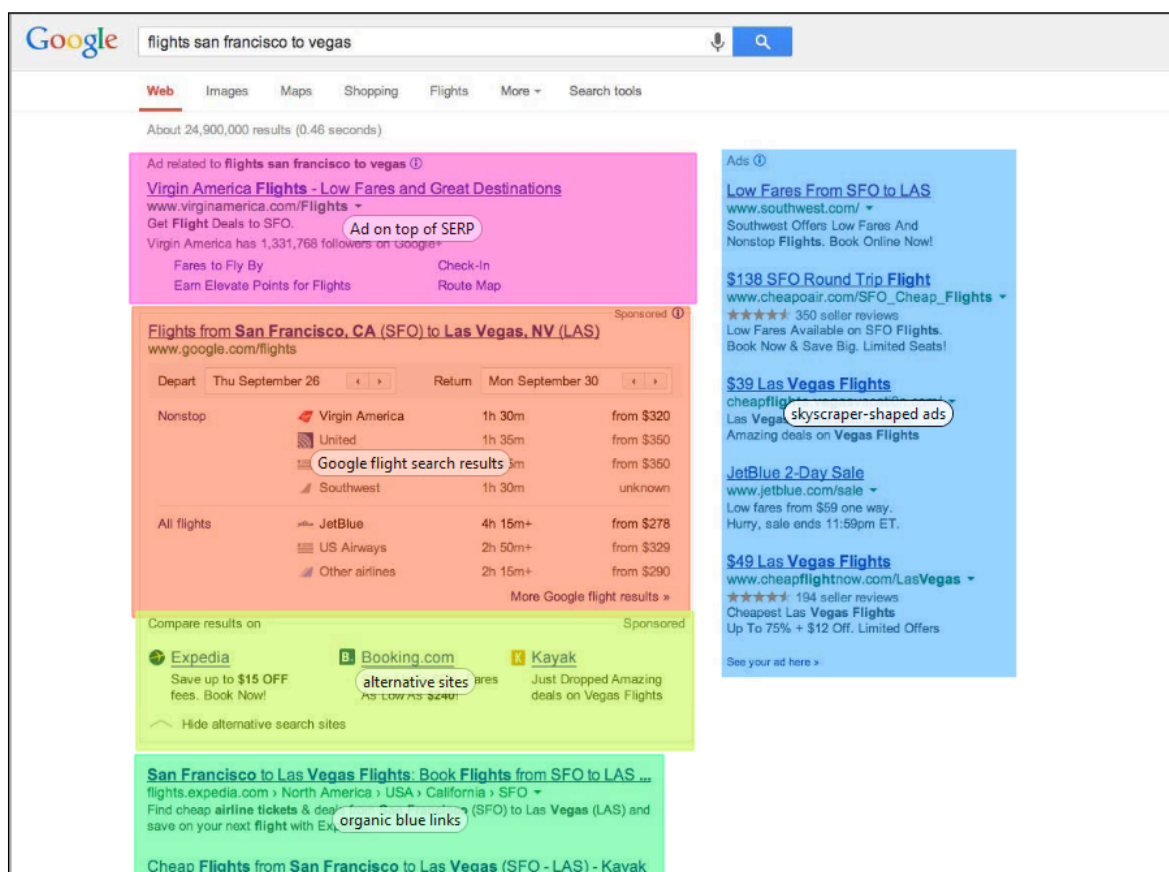 Google
flights san francisco to vegas
Web Images Maps Shopping Flights More Search tools
About 24,900,000 results (0.46 seconds)
Ad related to flights san francisco to vegas
Virgin America Flights - Low Fares and Great Destinations
www.virginamerica.com/Flights
Get Flight Deals to SFO.
Ad on top of SERP
Virgin America has 1,331,768 followers on Google+
Fares to Fly By Check-In
Earn Elevate Points for Flights Route Map
Sponsored
Flights from San Francisco, CA (SFO) to Las Vegas, NV (LAS)
www.google.com/flights
Depart Thu September 26 Return Mon September 30
Nonstop Virgin America 1h 30m from $320
United 1h 35m from $350
Google flight search results 5m from $350
Southwest 1h 30m unknown
All flights JetBlue 4h 15m+ from $278
US Airways 2h 50m+ from $329
Other airlines 2h 15m+ from $290
More Google flight results »
Compare results on Sponsored
Expedia Booking.com Kayak
Save up to $15 OFF ares Just Dropped Amazing
alternative sites
fees. Book Now! As Low As $240! deals on Vegas Flights
Hide alternative search sites
San Francisco to Las Vegas Flights: Book Flights from SFO to LAS ...
flights.expedia.com › North America › USA › California › SFO
Find cheap airline tickets & (SFO) to Las Vegas (LAS) and
organic blue links
save on your next flight with
Cheap Flights from San Francisco to Las Vegas (SFO - LAS) - Kayak
Ads
Low Fares From SFO to LAS
www.southwest.com/
Southwest Offers Low Fares And
Nonstop Flights. Book Online Now!
$138 SFO Round Trip Flight
www.cheapoair.com/SFO_Cheap_Flights
350 seller reviews
Low Fares Available on SFO Flights.
Book Now & Save Big. Limited Seats!
$39 Las Vegas Flights
skyscraper-shaped ads
Las
Amazing deals on Vegas Flights
JetBlue 2-Day Sale
www.jetblue.com/sale
Low fares from $59 one way.
Hurry, sale ends 11:59pm ET.
$49 Las Vegas Flights
www.cheapflightnow.com/LasVegas
194 seller reviews
Cheapest Las Vegas Flights
Up To 75% + $12 Off. Limited Offers
See your ad here »